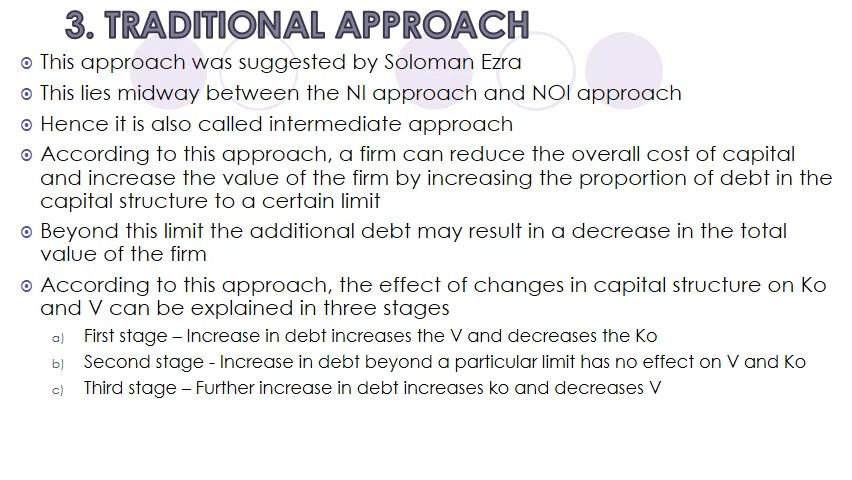 3. TRADITIONAL APPROACH
This approach was suggested by Soloman Ezra
This lies midway between the NI approach and NOI approach
Hence it is also called intermediate approach
According to this approach, a firm can reduce the overall cost of capital
and increase the value of the firm by increasing the proportion of debt in the
capital structure to a certain limit
Beyond this limit the additional debt may result in a decrease in the total
value of the firm
According to this approach, the effect of changes in capital structure on Ko
and V can be explained in three stages
a) First stage – Increase in debt increases the V and decreases the Ko
b) Second stage - Increase in debt beyond a particular limit has no effect on V and Ko
c) Third stage – Further increase in debt increases ko and decreases V